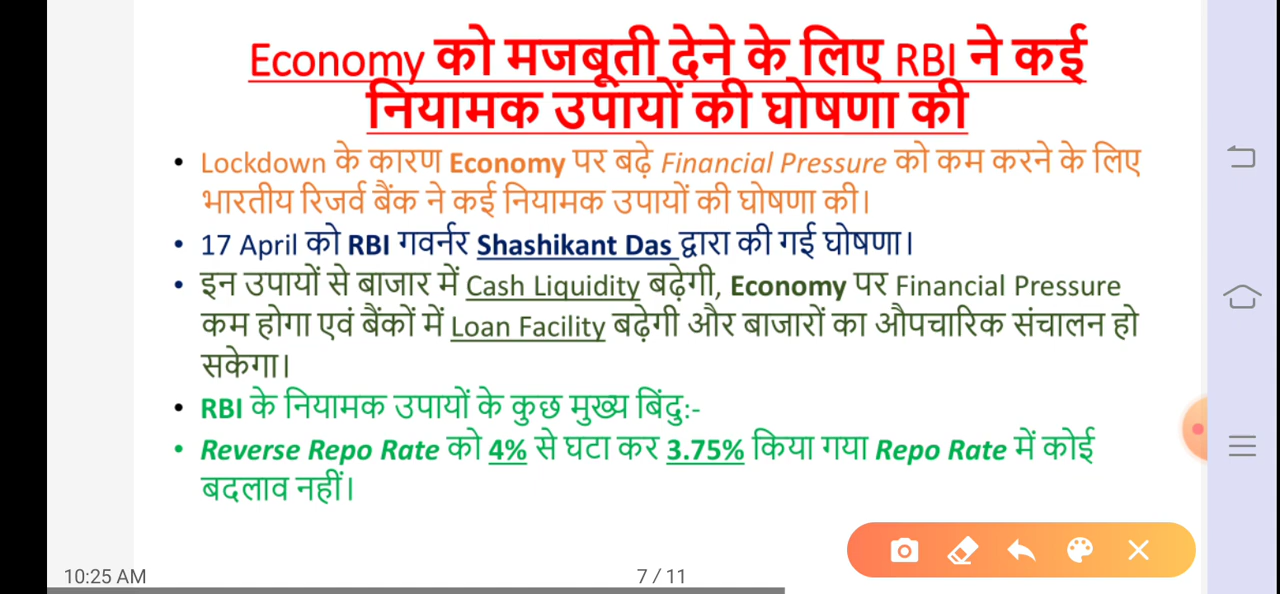 Economy को मजबूती देने के लिए RBI ने कई
नियामक उपायों की घोषणा की
• Lockdown के कारण Economy पर बढ़े Financial Pressure को कम करने के लिए
भारतीय रिजर्व बैंक ने कई नियामक उपायों की घोषणा की।
• 17 April को RBI गवर्नर Shashikant Das द्वारा की गई घोषणा।
• इन उपायों से बाजार में Cash Liquidity बढ़ेगी, Economy पर Financial Pressure
कम होगा एवं बैंकों में Loan Facility बढ़ेगी और बाजारों का औपचारिक संचालन हो
सकेगा।
• RBI के नियामक उपायों के कुछ मुख्य बिंदु:-
• Reverse Repo Rate को 4% से घटा कर 3.75% किया गया Repo Rate में कोई
बदलाव नहीं।
10:25 AM
7 / 11